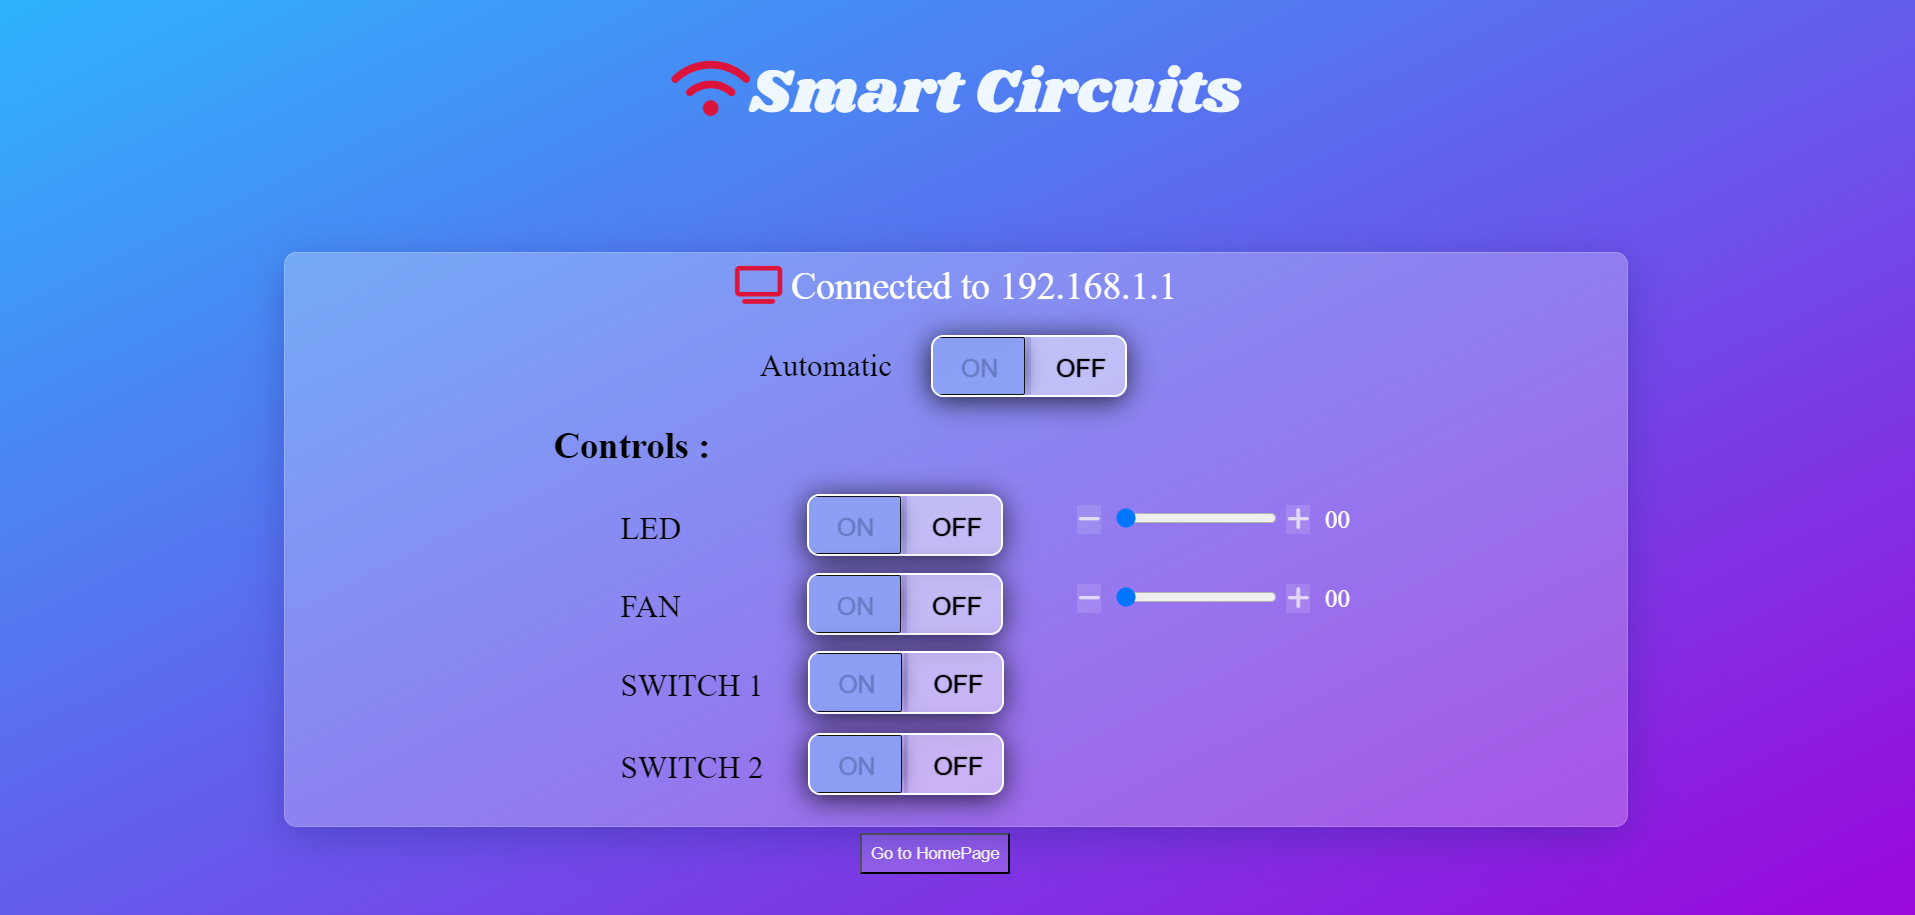 Smart Circuits
Connected to 192.168.1.1
Automatic ON OFF
Controls :
LED ON OFF 00
FAN ON OFF 00
SWITCH 1 ON OFF
SWITCH 2 ON OFF
Go to HomePage